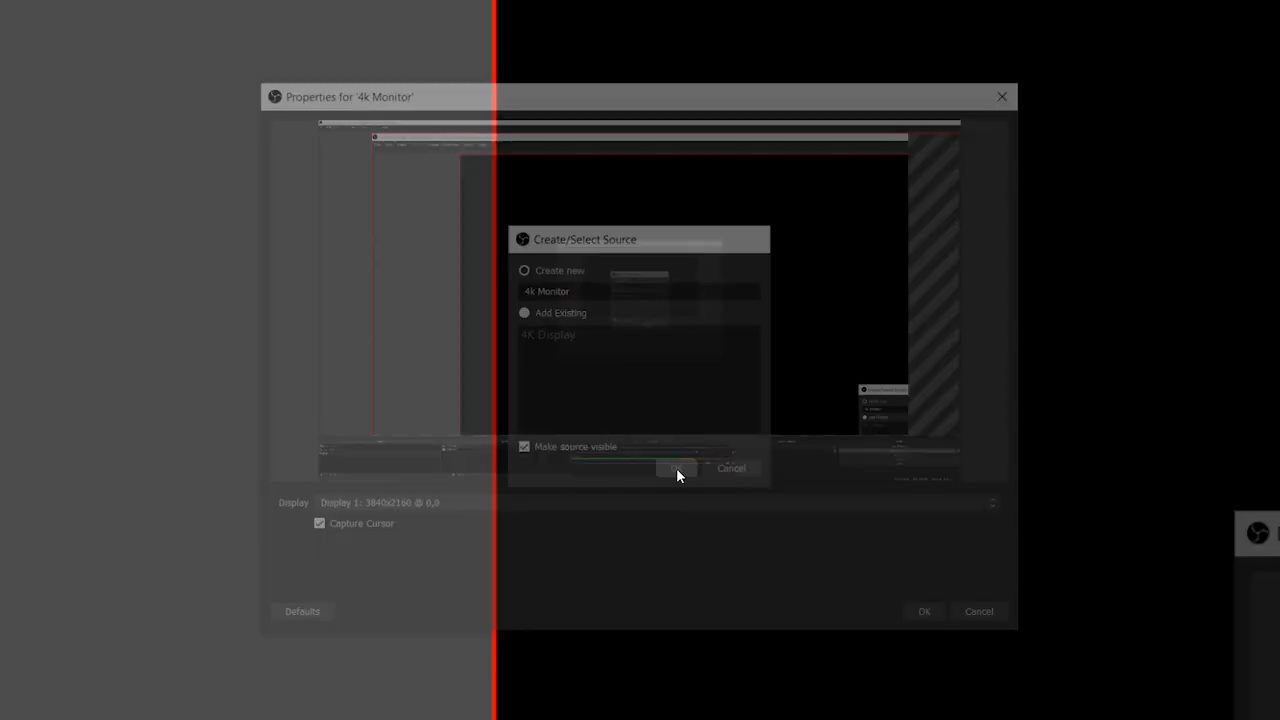 Properties for '4k Monitor'
Create/Select Source
Create new
4k Monitor
Add Existing
4K Display
Make source visible
OK
Cancel
Display
Display 1: 3840x2160 @ 0,0
Capture Cursor
Defaults
OK
Cancel